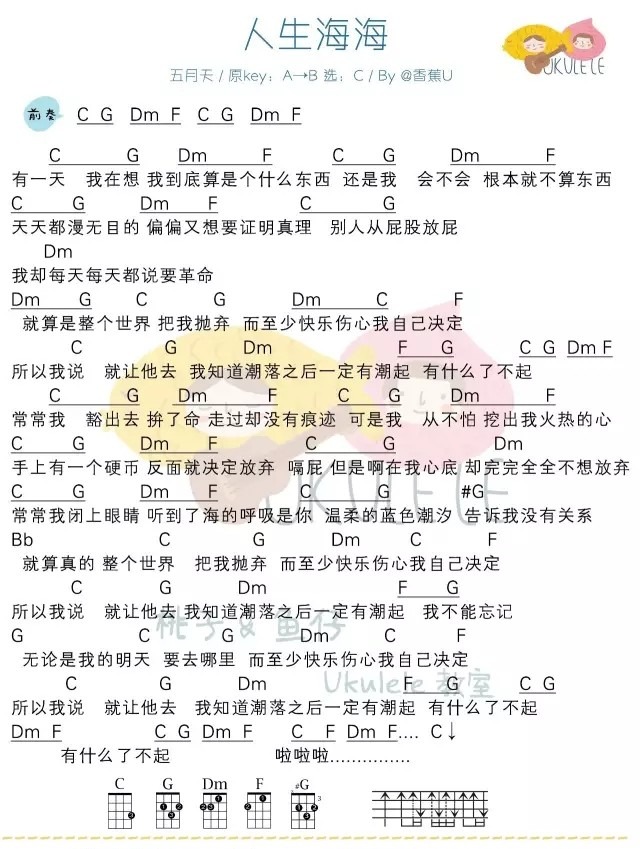 人生海海
UKULELE
五月天 / 原key：A→B 选：C / By @香蕉U
前奏 C G Dm F C G Dm F
C G Dm F C G Dm F
有一天 我在想 我到底算是个什么东西 还是我 会不会 根本就不算东西
C G Dm F C G
天天都漫无目的 偏偏又想要证明真理 别人从屁股放屁
Dm
我却每天每天都说要革命
Dm G C G Dm C F
就算是整个世界 把我抛弃 而至少快乐伤心我自己决定
C G Dm F G C G Dm F
所以我说 就让他去 我知道潮落之后一定有潮起 有什么了不起
C G Dm F C G Dm F
常常我 豁出去 拚了命 走过却没有痕迹 可是我 从不怕 挖出我火热的心
C G Dm F C G Dm
手上有一个硬币 反面就决定放弃 嗝屁 但是啊在我心底 却完完全全不想放弃
C G Dm F C G #G
常常我闭上眼睛 听到了海的呼吸是你 温柔的蓝色潮汐 告诉我没有关系
UKULELE
Bb C G Dm C F
就算真的 整个世界 把我抛弃 而至少快乐伤心我自己决定
C G Dm F G
所以我说 就让他去 我知道潮落之后一定有潮起 我不能忘记
桃子 & 鱼仔
G C G Dm C F
无论是我的明天 要去哪里 而至少快乐伤心我自己决定
Ukulele 教室
C G Dm F G C G
所以我说 就让他去 我知道潮落之后一定有潮起 有什么了不起
Dm F C G Dm F C G C F Dm F.... C↓
有什么了不起 啦啦啦...............
C G Dm F #G
3